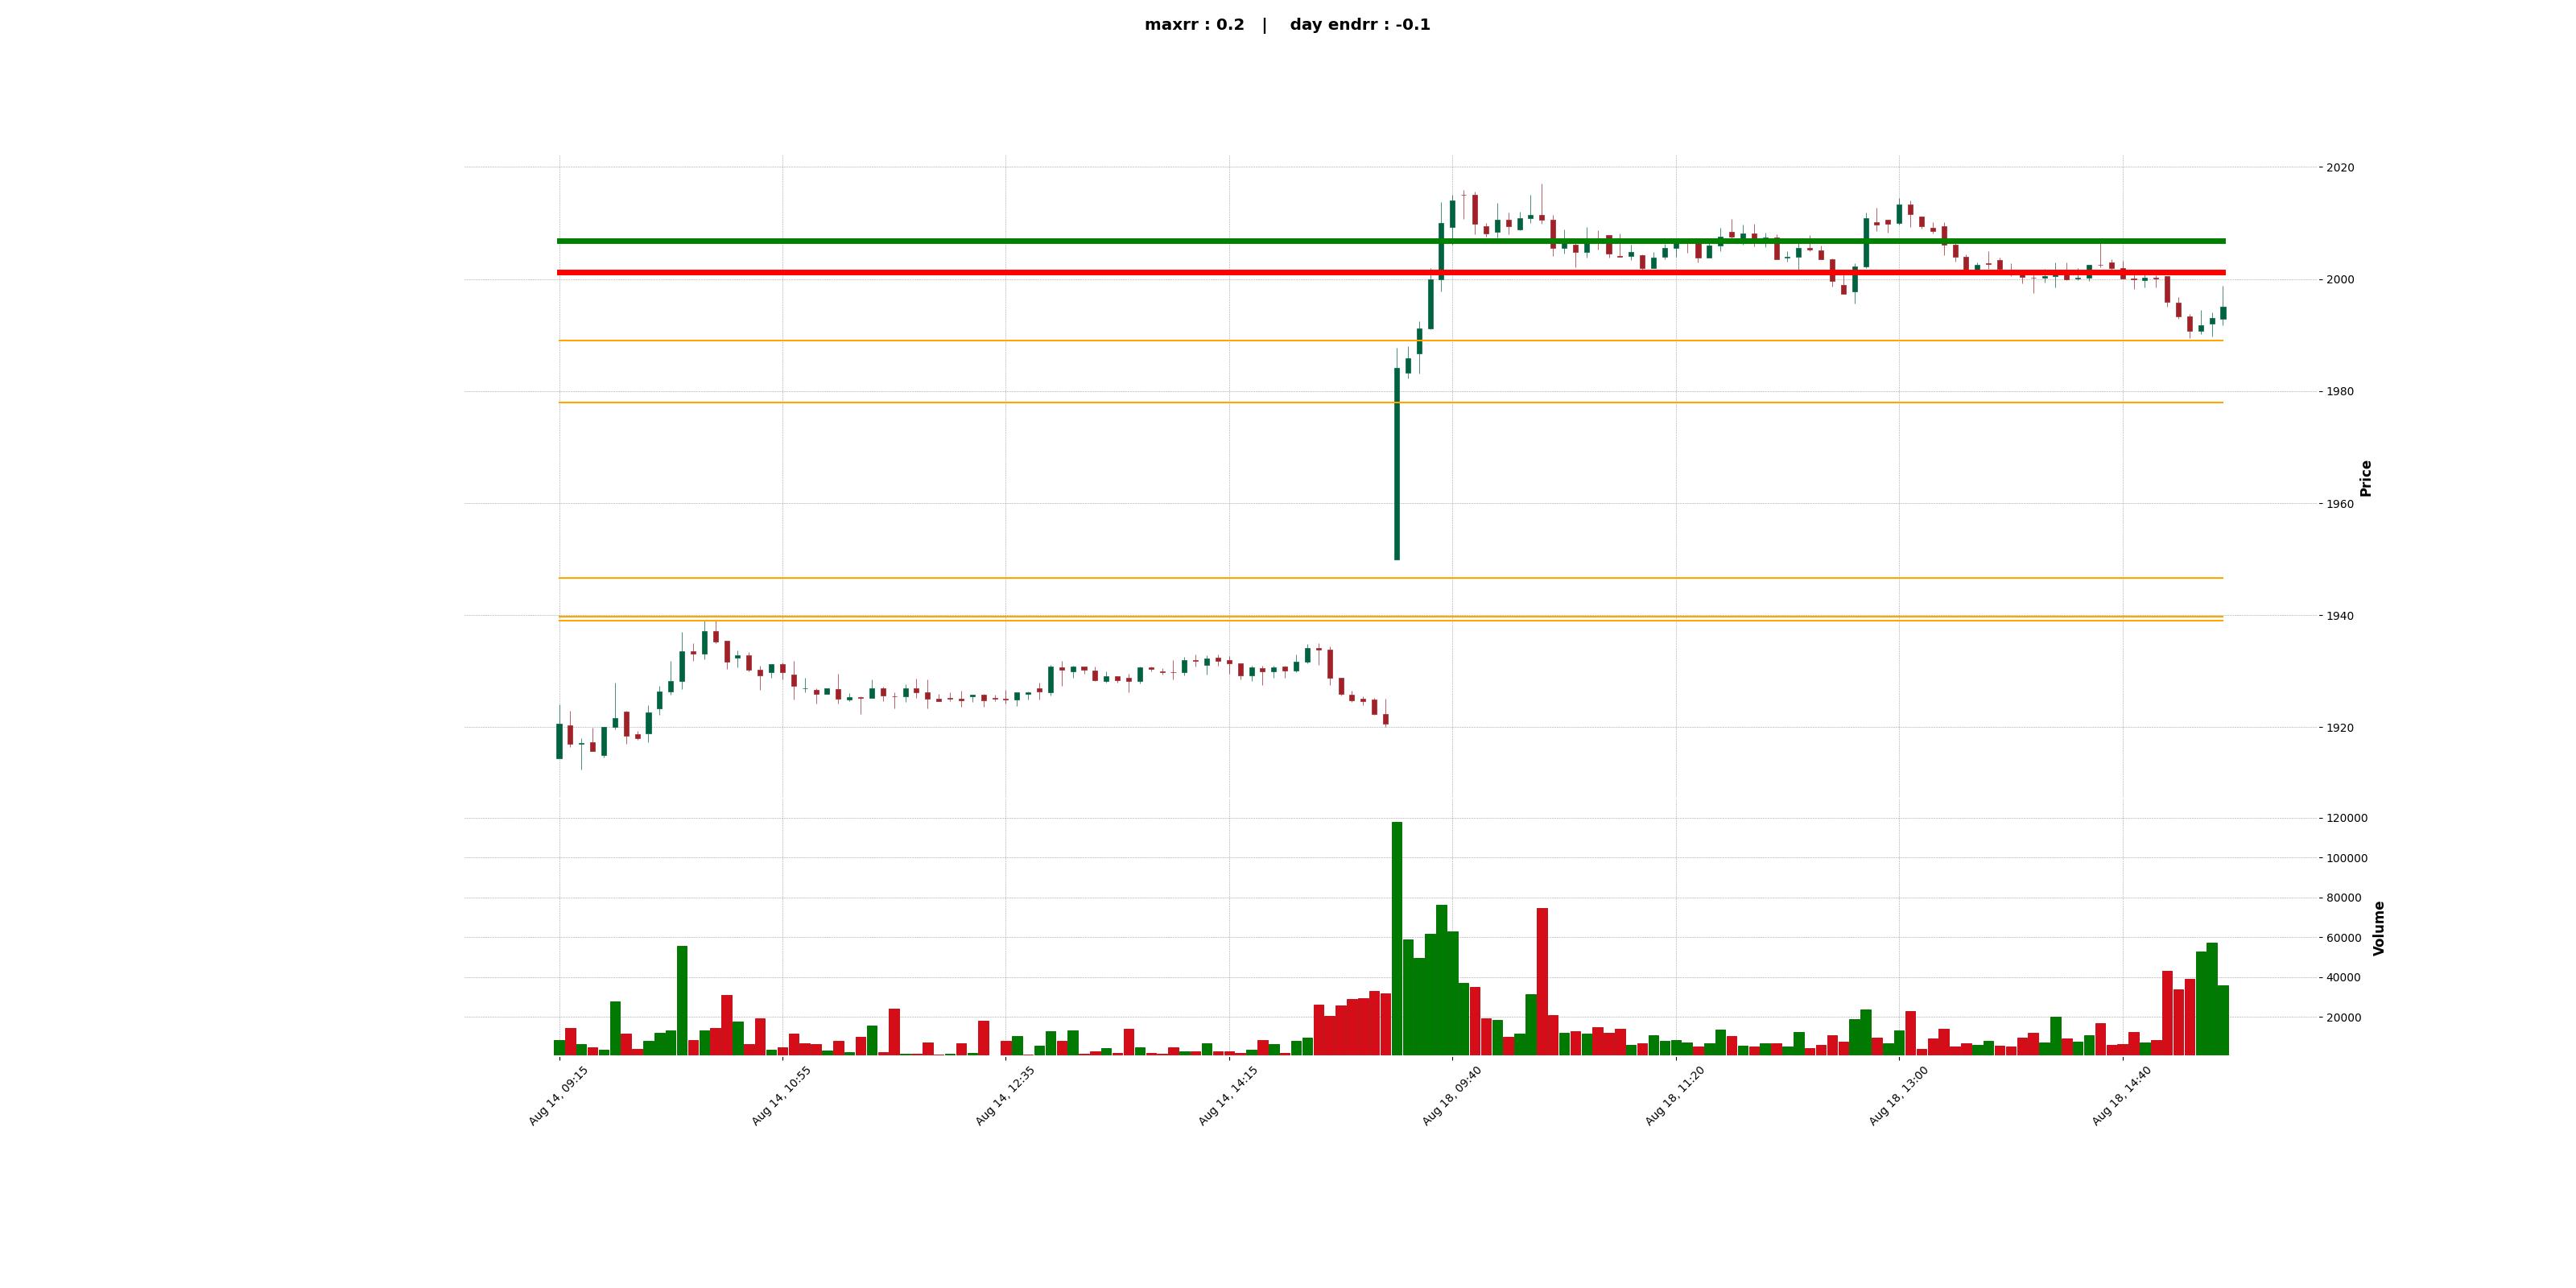 maxrr : 0.2 | day endrr : -0.1
2020
2000
1980
1960
1940
1920
Price
120000
100000
80000
60000
40000
20000
Volume
Aug 14, 09:15
Aug 14, 10:55
Aug 14, 12:35
Aug 14, 14:15
Aug 18, 09:40
Aug 18, 11:20
Aug 18, 13:00
Aug 18, 14:40